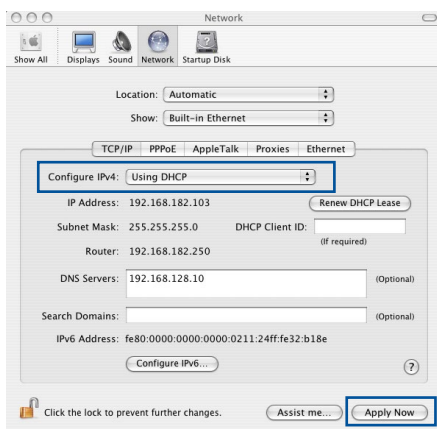 Network
Show All Displays Sound Network Startup Disk
Location: Automatic
Show: Built-in Ethernet
TCP/IP PPPoE AppleTalk Proxies Ethernet
Configure IPv4: Using DHCP
IP Address: 192.168.182.103 Renew DHCP Lease
Subnet Mask: 255.255.255.0 DHCP Client ID:
(If required)
Router: 192.168.182.250
DNS Servers: 192.168.128.10 (Optional)
Search Domains: (Optional)
IPv6 Address: fe80:0000:0000:0000:0211:24ff:fe32:b18e
Configure IPv6... ?
Click the lock to prevent further changes. Assist me... Apply Now